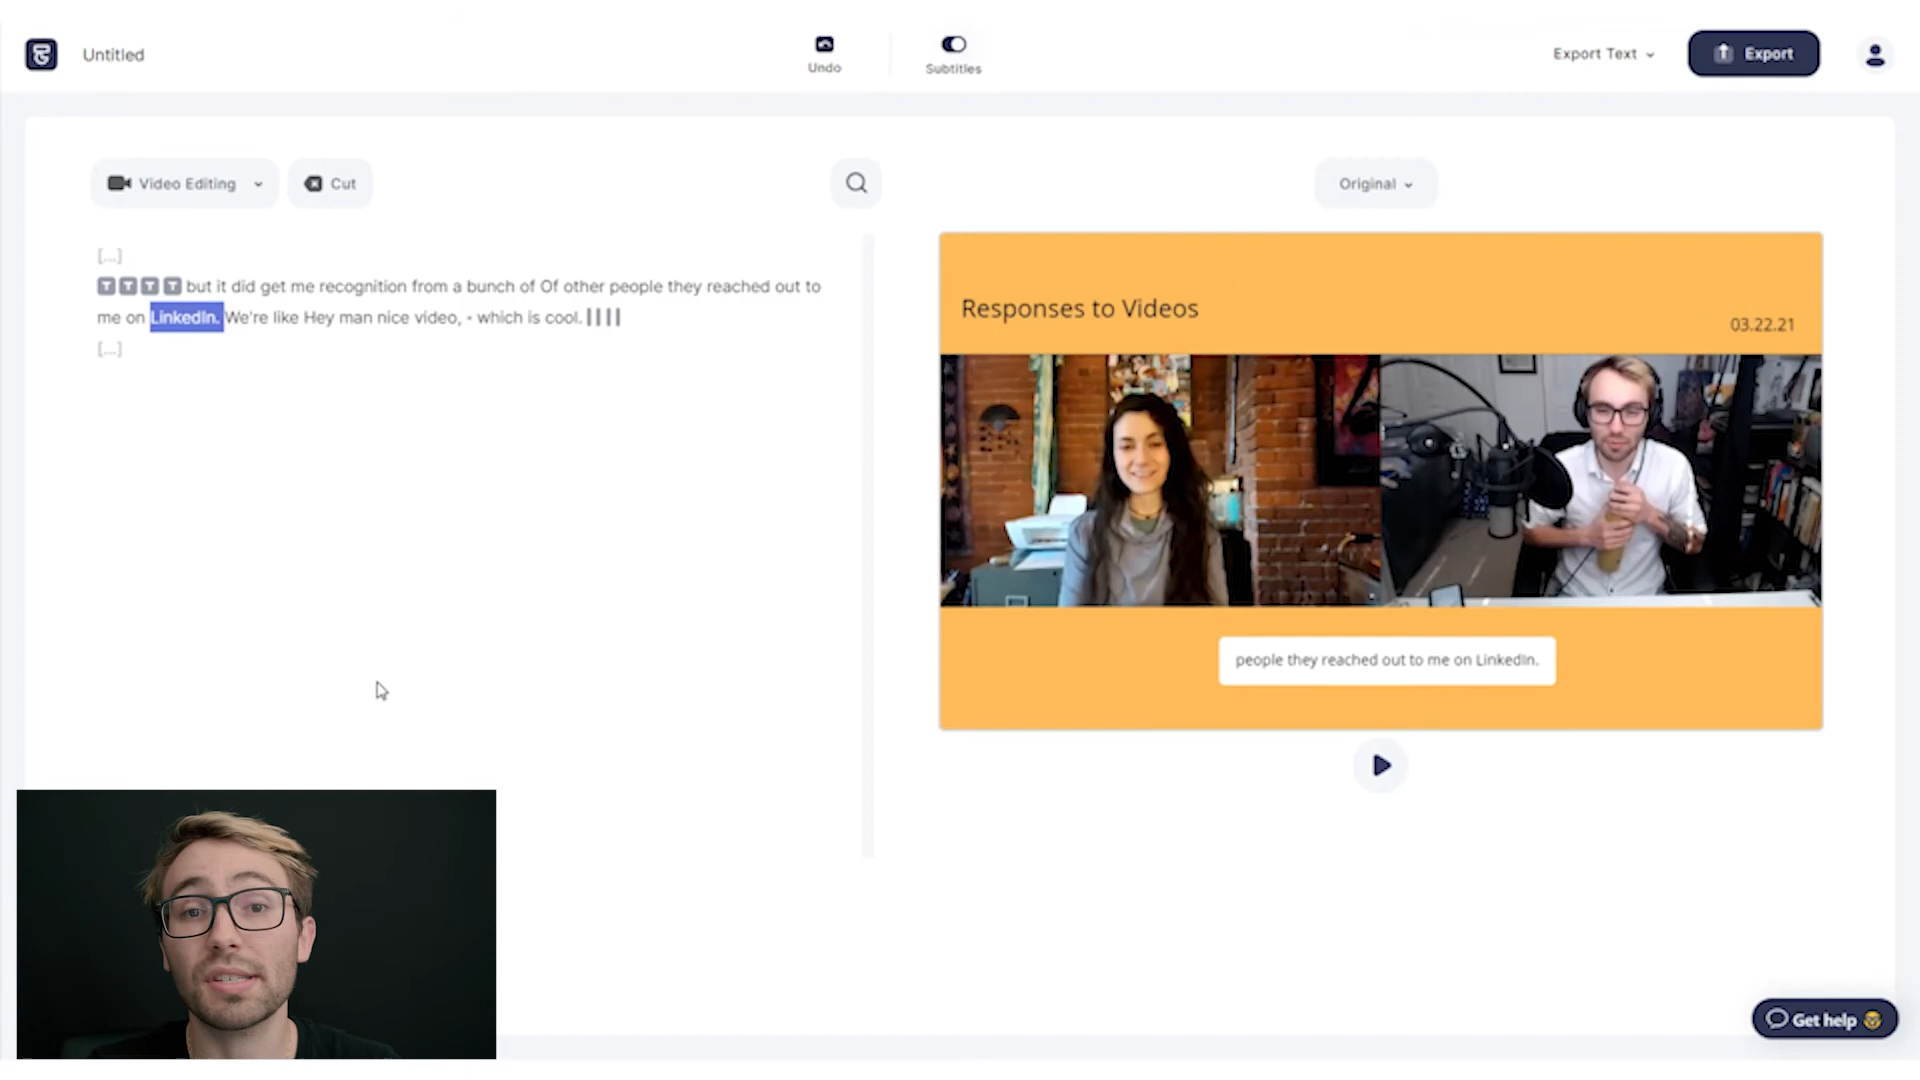 Untitled
Undo
Subtitles
Export Text
Export
Video Editing
Cut
Original
[...]
T T T T but it did get me recognition from a bunch of Of other people they reached out to
me on LinkedIn. We're like Hey man nice video, - which is cool.
[...]
Responses to Videos
03.22.21
people they reached out to me on LinkedIn.
Get help